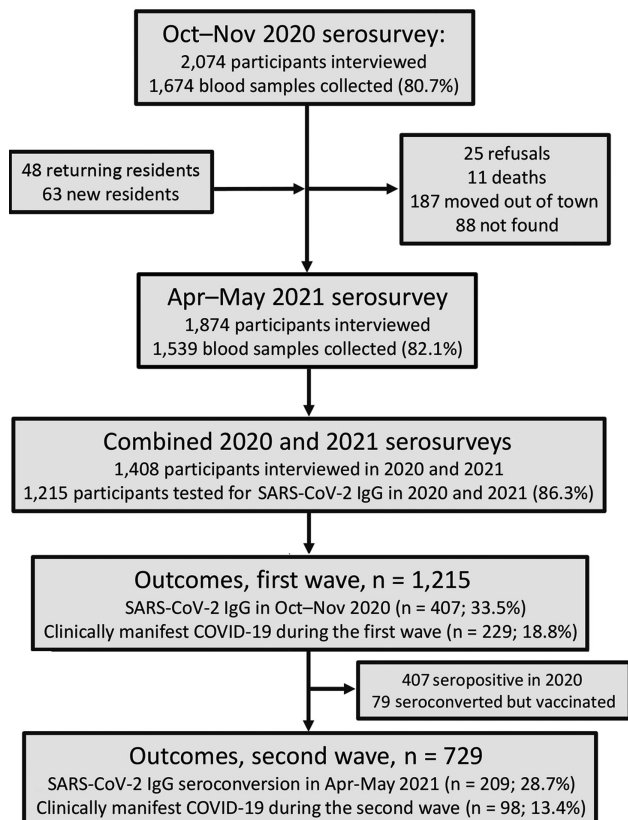 Oct–Nov 2020 serosurvey:
2,074 participants interviewed
1,674 blood samples collected (80.7%)
48 returning residents
63 new residents
25 refusals
11 deaths
187 moved out of town
88 not found
Apr–May 2021 serosurvey
1,874 participants interviewed
1,539 blood samples collected (82.1%)
Combined 2020 and 2021 serosurveys
1,408 participants interviewed in 2020 and 2021
1,215 participants tested for SARS-CoV-2 IgG in 2020 and 2021 (86.3%)
Outcomes, first wave, n = 1,215
SARS-CoV-2 IgG in Oct–Nov 2020 (n = 407; 33.5%)
Clinically manifest COVID-19 during the first wave (n = 229; 18.8%)
407 seropositive in 2020
79 seroconverted but vaccinated
Outcomes, second wave, n = 729
SARS-CoV-2 IgG seroconversion in Apr-May 2021 (n = 209; 28.7%)
Clinically manifest COVID-19 during the second wave (n = 98; 13.4%)